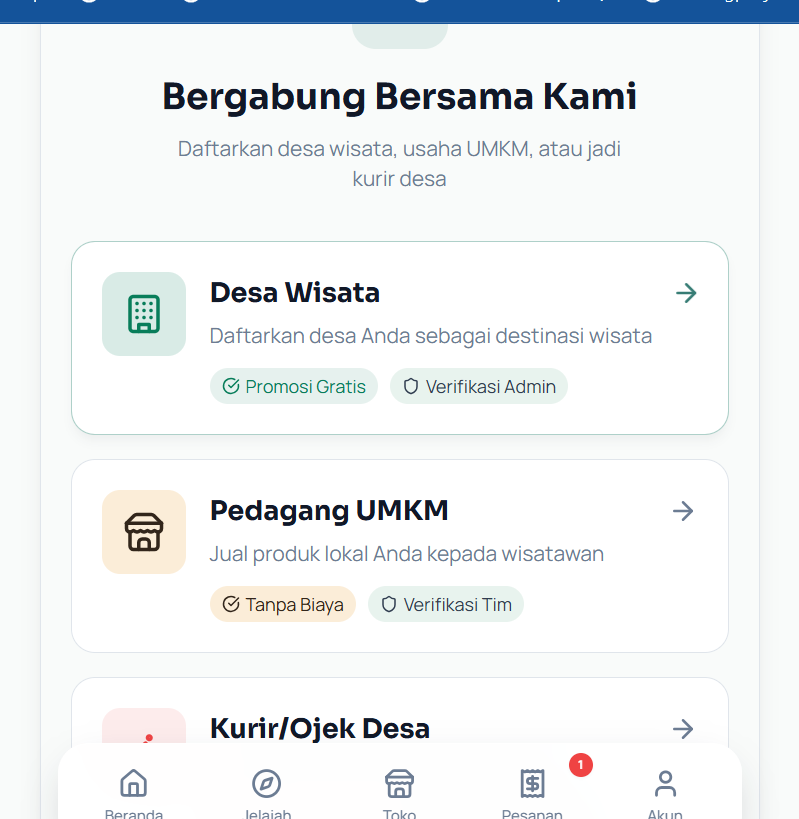 Bergabung Bersama Kami
Daftarkan desa wisata, usaha UMKM, atau jadi
kurir desa
Desa Wisata
Daftarkan desa Anda sebagai destinasi wisata
Promosi Gratis
Verifikasi Admin
Pedagang UMKM
Jual produk lokal Anda kepada wisatawan
Tanpa Biaya
Verifikasi Tim
Kurir/Ojek Desa
1
Beranda
Jelajah
Toko
Pesanan
Akun